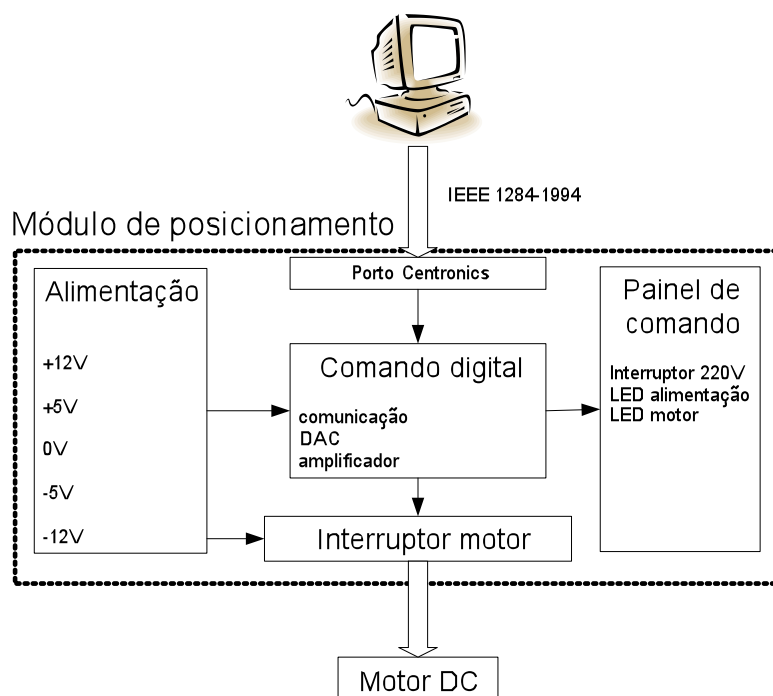 IEEE 1284-1994
Módulo de posicionamento
Porto Centronics
Alimentação
+12V
+5V
0V
-5V
-12V
Comando digital
comunicação
DAC
amplificador
Painel de
comando
Interruptor 220V
LED alimentação
LED motor
Interruptor motor
Motor DC